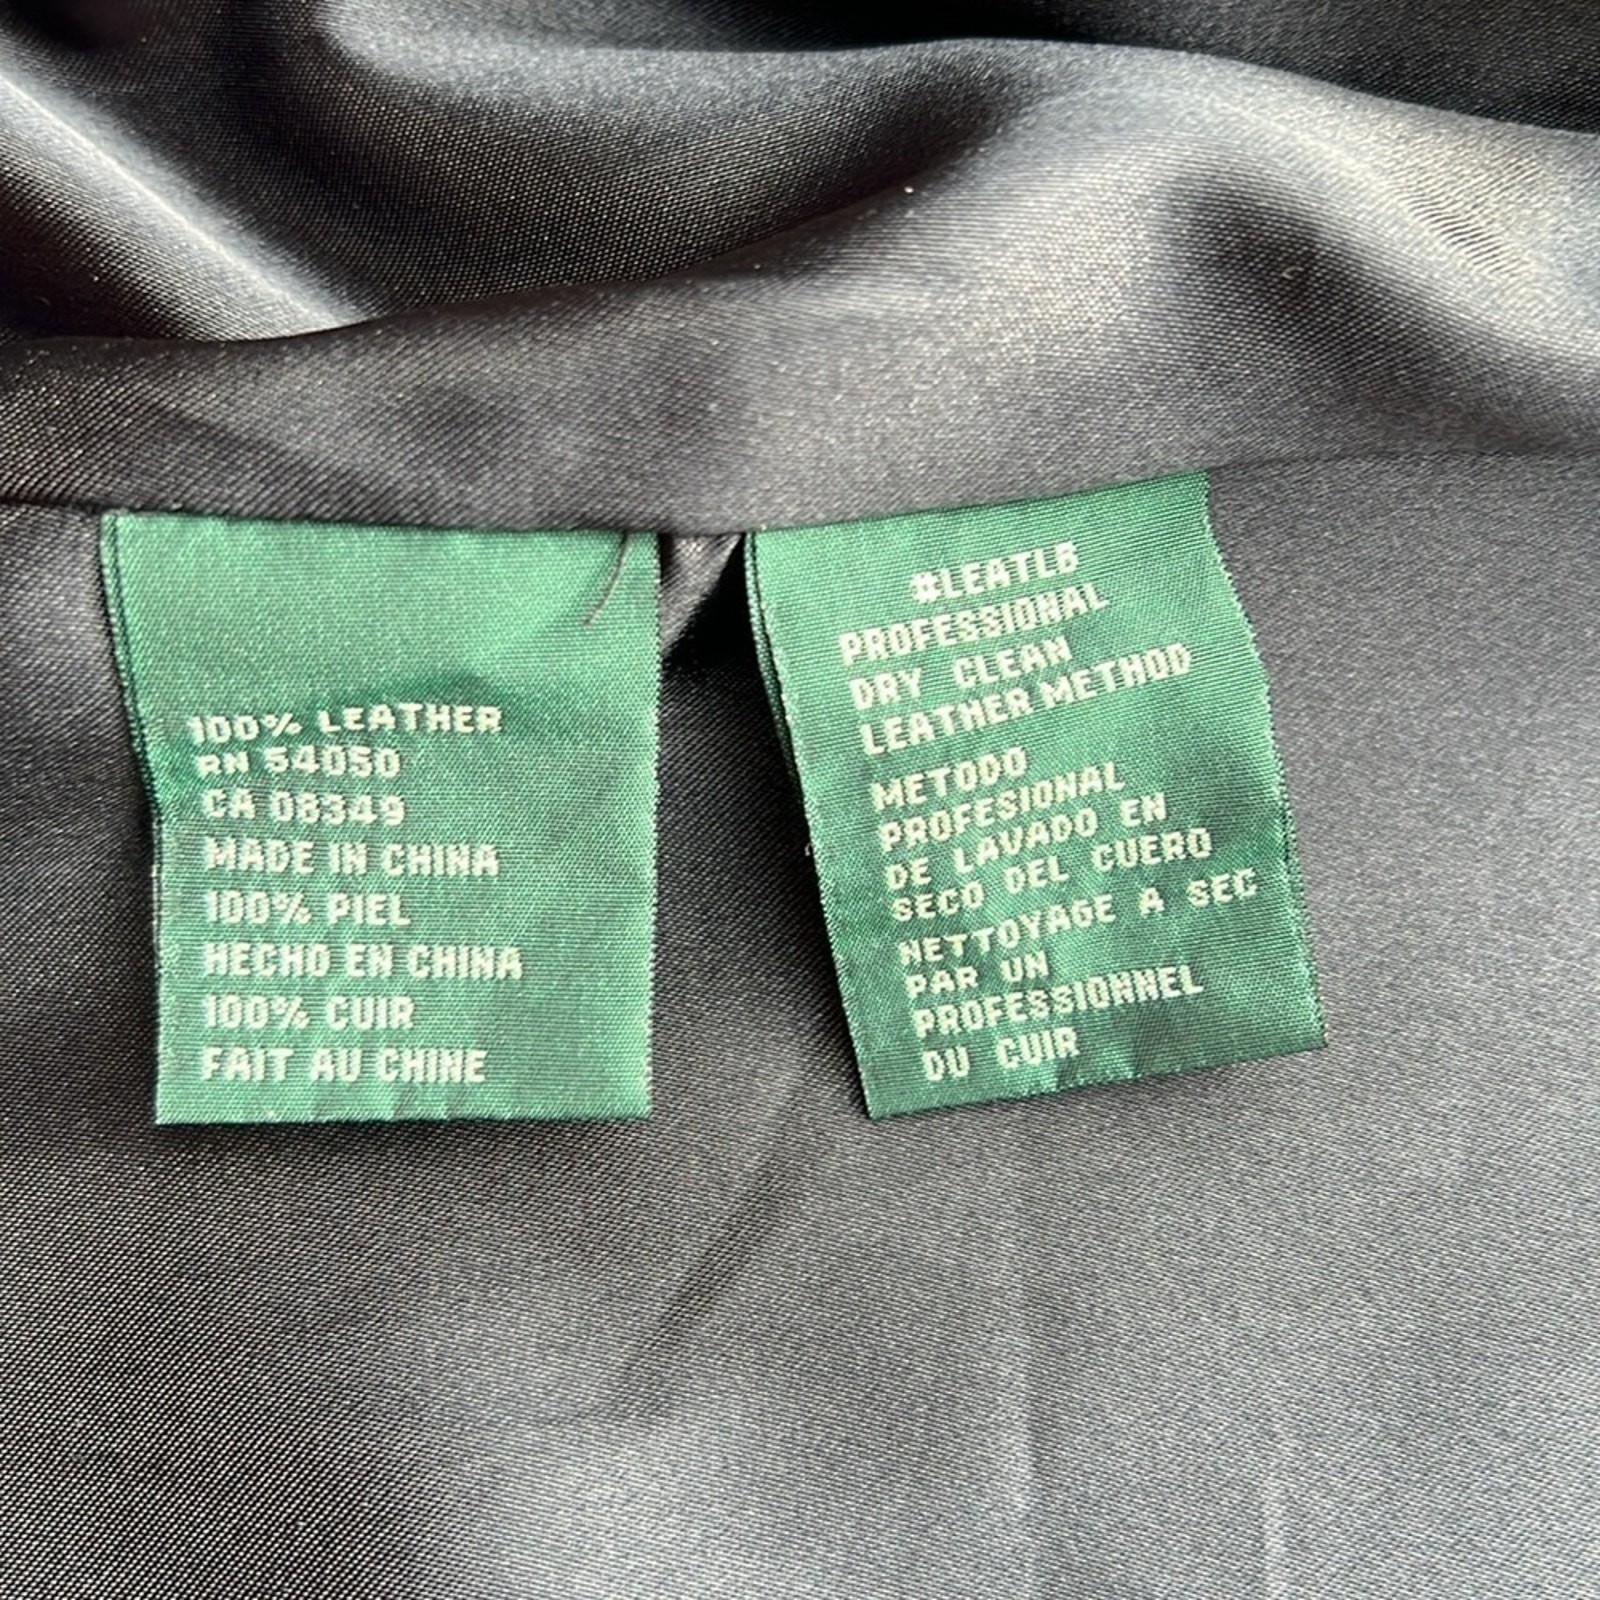 100% LEATHER
RN 54050
CA 08349
MADE IN CHINA
100% PIEL
HECHO EN CHINA
100% CUIR
FAIT AU CHINE
#LEATLB
PROFESSIONAL
DRY CLEAN
LEATHER METHOD
METODO
PROFESIONAL
DE LAVADO EN
SECO DEL CUERO
NETTOYAGE A SEC
PAR UN
PROFESSIONNEL
DU CUIR